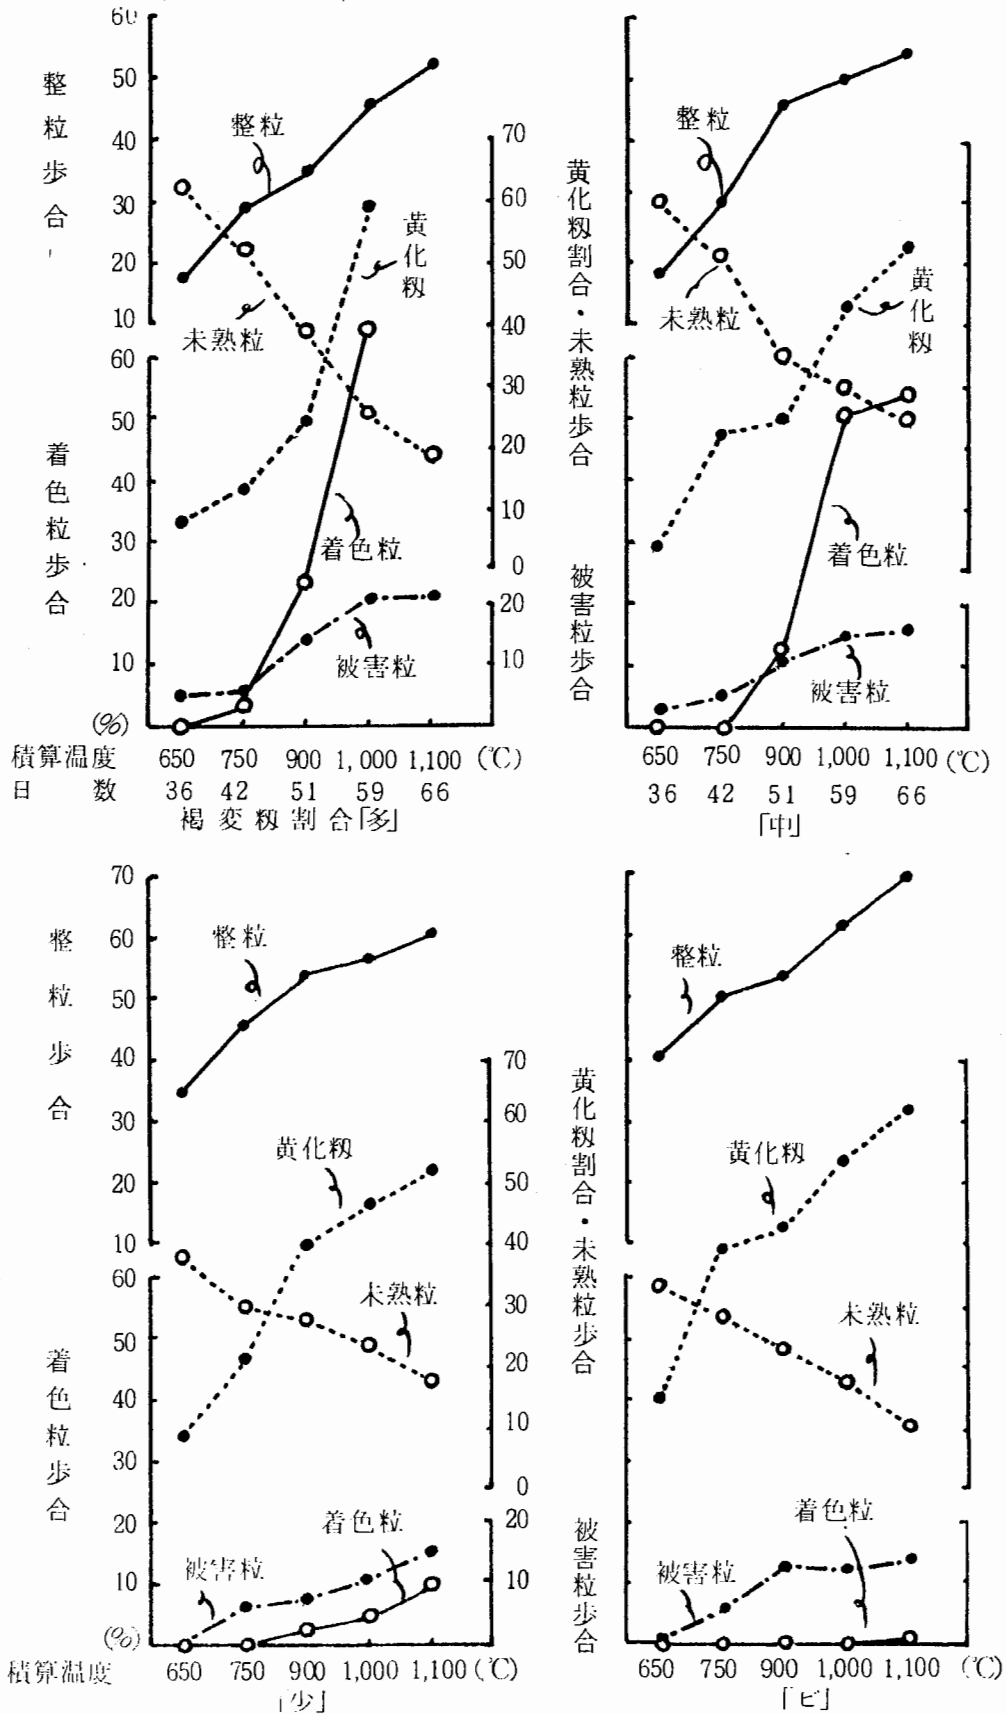 整粒歩合
60
50
40
30
20
10
着色粒歩合
60
50
40
30
20
10
(%)
整粒
未熟粒
黄化籾
着色粒
被害粒
70
60
50
40
30
20
10
0
20
10
黄化籾割合・未熟粒歩合
被害粒歩合
整粒
未熟粒
黄化籾
着色粒
被害粒
積算温度 650 750 900 1,000 1,100 (℃)
日数 36 42 51 59 66
褐変籾割合「多」
650 750 900 1,000 1,100 (℃)
36 42 51 59 66
「中」
整粒歩合
70
60
50
40
30
20
10
着色粒歩合
60
50
40
30
20
10
(%)
整粒
黄化籾
未熟粒
着色粒
被害粒
70
60
50
40
30
20
10
0
20
10
黄化籾割合・未熟粒歩合
被害粒歩合
整粒
黄化籾
未熟粒
着色粒
被害粒
積算温度 650 750 900 1,000 1,100 (℃)
「少」
650 750 900 1,000 1,100 (℃)
「ビ」